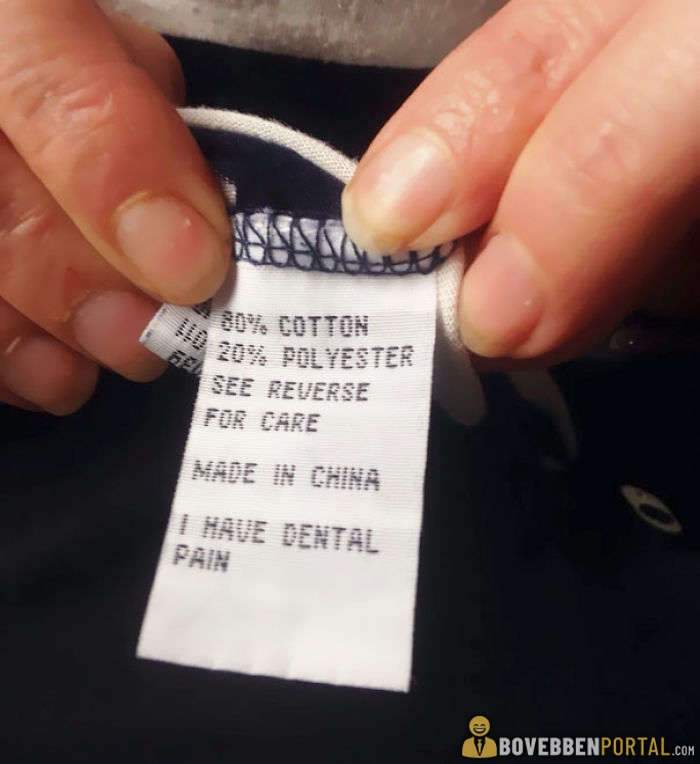 80% COTTON
20% POLYESTER
SEE REVERSE
FOR CARE
MADE IN CHINA
I HAVE DENTAL
PAIN
BOVEBBENPORTAL.COM